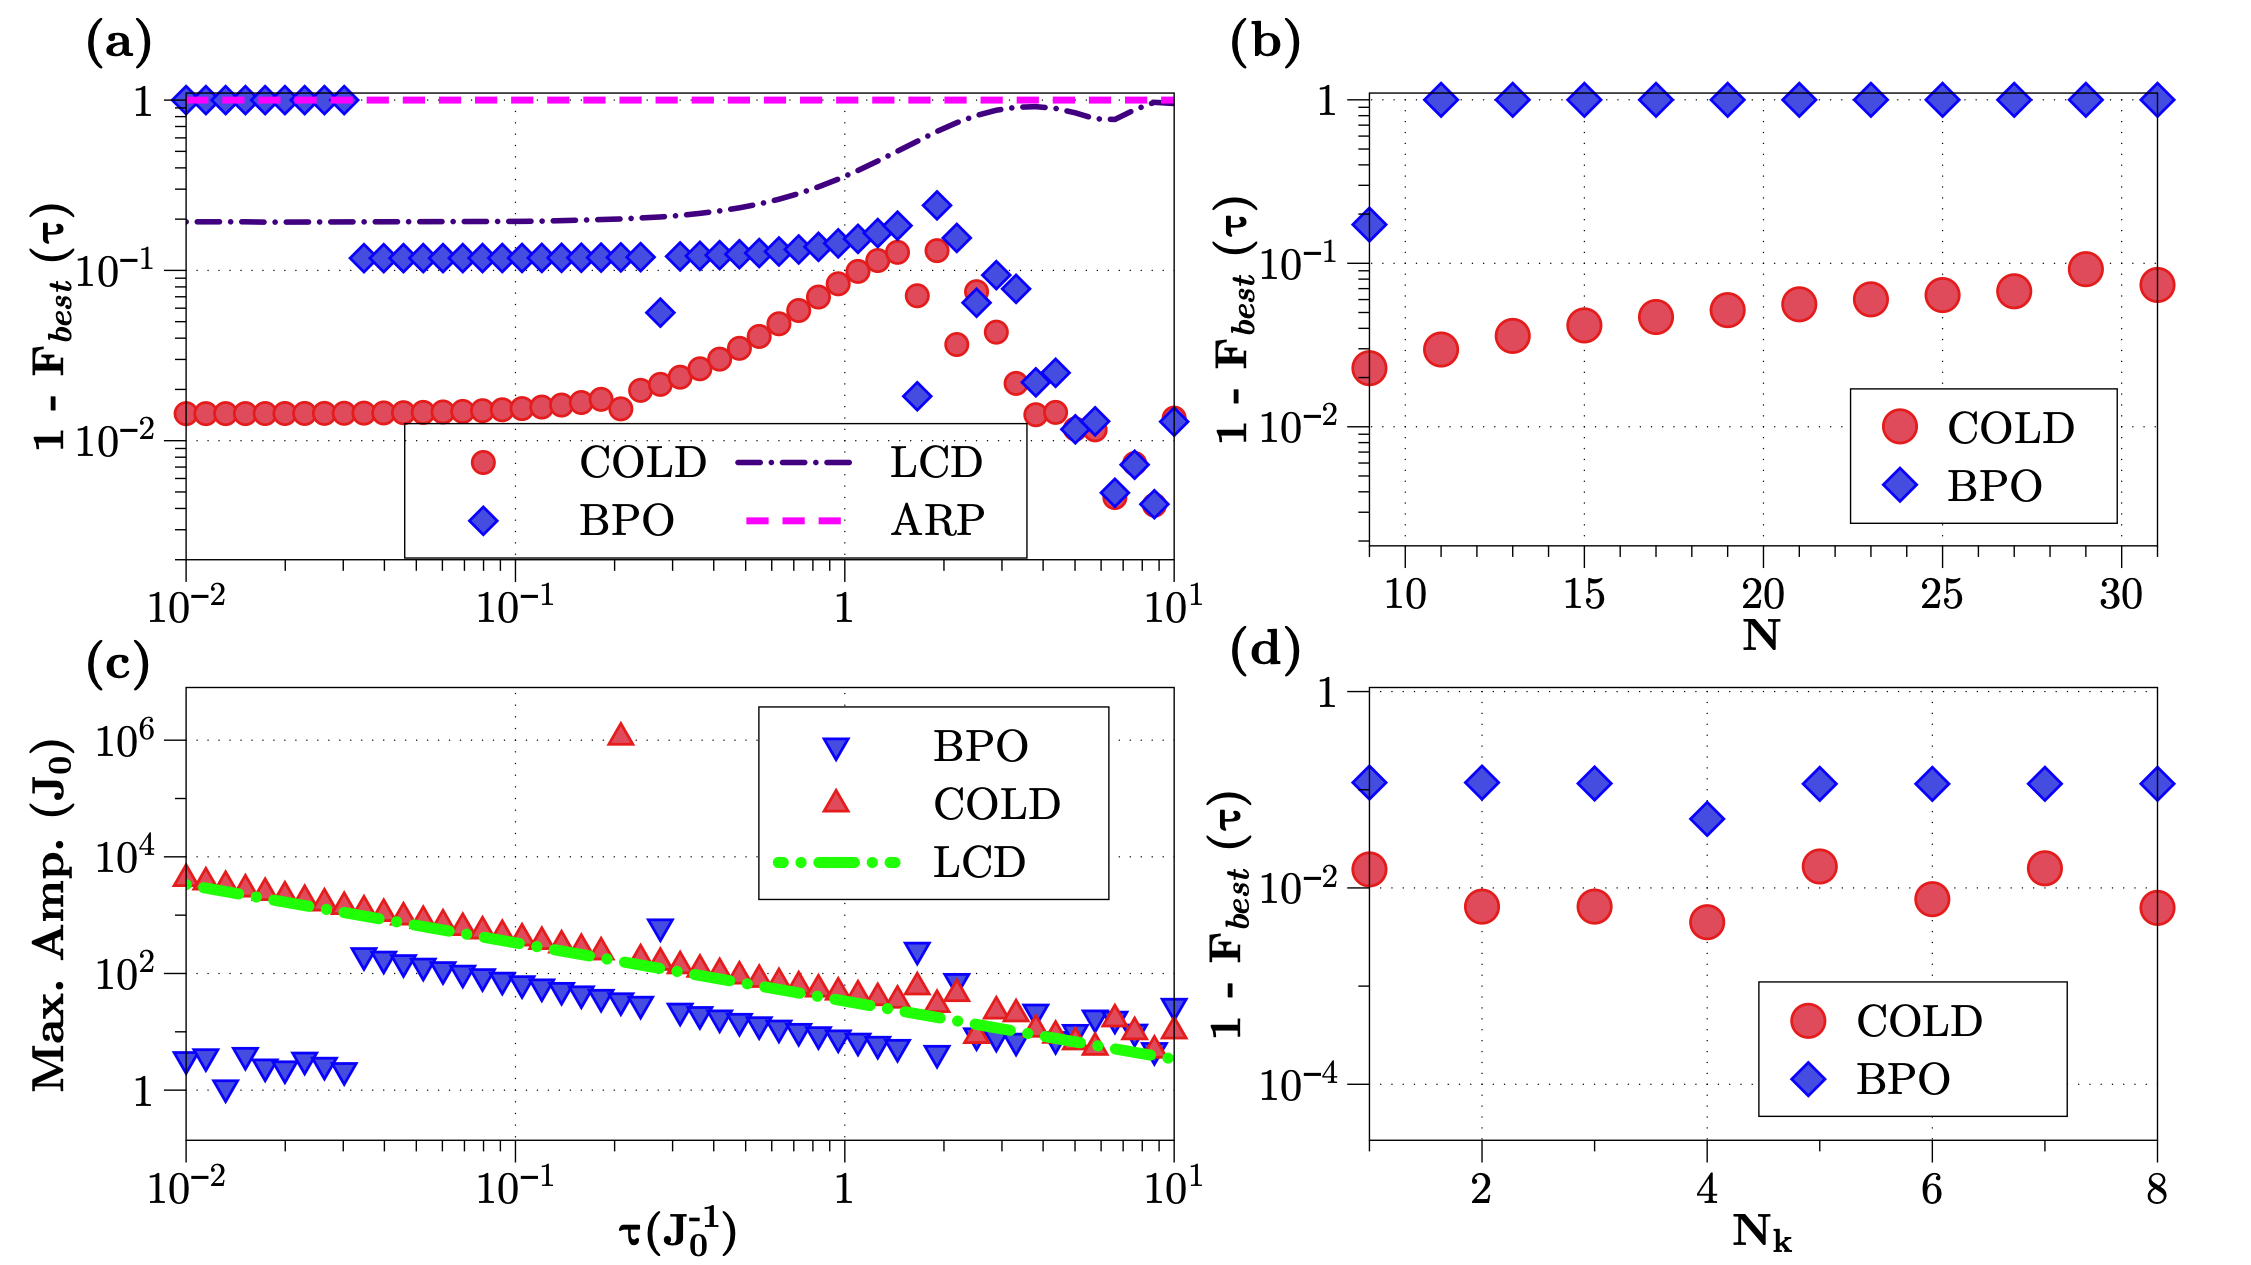 (a)
1 - F_best (τ)
1
10⁻¹
10⁻²
COLD
LCD
BPO
ARP
10⁻² 10⁻¹ 1 10¹
(b)
1 - F_best (τ)
1
10⁻¹
10⁻²
COLD
BPO
10 15 20 25 30
N
(c)
Max. Amp. (J₀)
10⁶
10⁴
10²
1
BPO
COLD
LCD
10⁻² 10⁻¹ 1 10¹
τ(J₀⁻¹)
(d)
1 - F_best (τ)
1
10⁻²
10⁻⁴
COLD
BPO
2 4 6 8
N_k